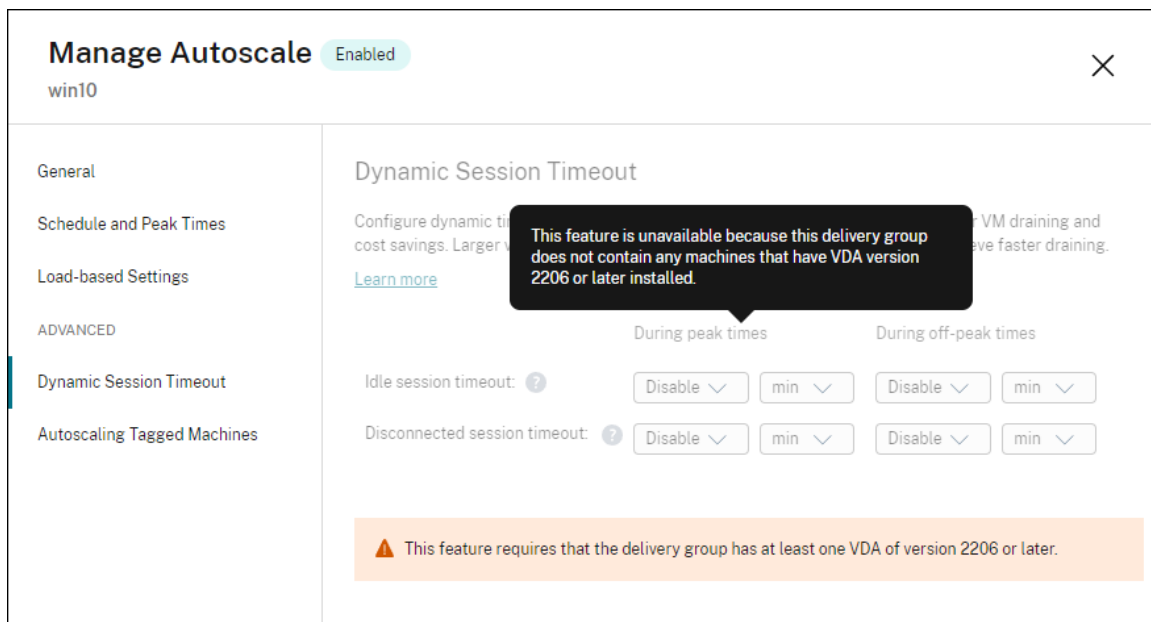 Manage Autoscale Enabled
win10
General
Schedule and Peak Times
Load-based Settings
ADVANCED
Dynamic Session Timeout
Autoscaling Tagged Machines
Dynamic Session Timeout
Configure dynamic VM draining and
cost savings. Larger faster draining.
Learn more
This feature is unavailable because this delivery group
does not contain any machines that have VDA version
2206 or later installed.
During peak times During off-peak times
Idle session timeout: ? Disable min Disable min
Disconnected session timeout: ? Disable min Disable min
This feature requires that the delivery group has at least one VDA of version 2206 or later.